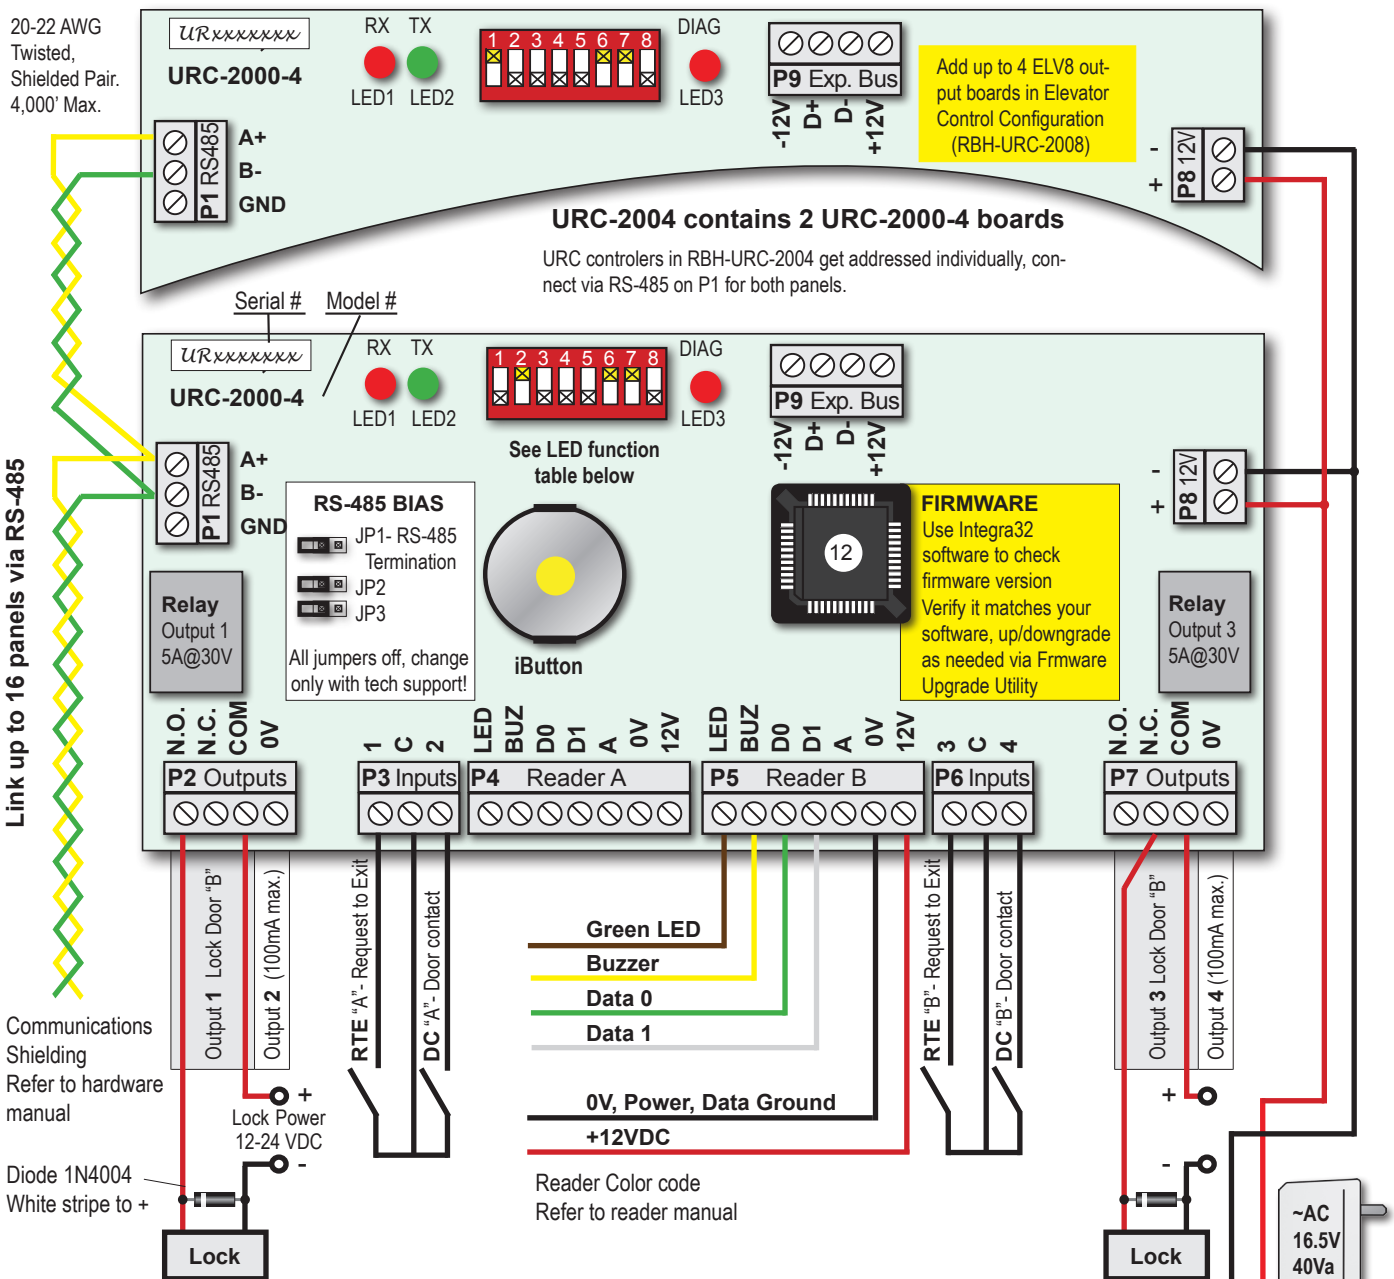 20-22 AWG
Twisted,
Shielded Pair.
4,000' Max.
URxxxxxxx
URC-2000-4
RX TX
LED1 LED2
1 2 3 4 5 6 7 8
DIAG
LED3
P9 Exp. Bus
-12V
D+
D-
+12V
Add up to 4 ELV8 out-
put boards in Elevator
Control Configuration
(RBH-URC-2008)
P1 RS485
A+
B-
GND
-
+
P8 12V
URC-2004 contains 2 URC-2000-4 boards
URC controlers in RBH-URC-2004 get addressed individually, con-
nect via RS-485 on P1 for both panels.
Serial # Model #
URxxxxxxx
URC-2000-4
RX TX
LED1 LED2
1 2 3 4 5 6 7 8
DIAG
LED3
See LED function
table below
P9 Exp. Bus
-12V
D+
D-
+12V
P1 RS485
A+
B-
GND
-
+
P8 12V
Link up to 16 panels via RS-485
RS-485 BIAS
JP1- RS-485
Termination
JP2
JP3
All jumpers off, change
only with tech support!
iButton
12
FIRMWARE
Use Integra32
software to check
firmware version
Verify it matches your
software, up/downgrade
as needed via Frmware
Upgrade Utility
Relay
Output 1
5A@30V
Relay
Output 3
5A@30V
N.O.
N.C.
COM
0V
P2 Outputs
1
C
2
P3 Inputs
LED
BUZ
D0
D1
A
0V
12V
P4 Reader A
LED
BUZ
D0
D1
A
0V
12V
P5 Reader B
3
C
4
P6 Inputs
N.O.
N.C.
COM
0V
P7 Outputs
Output 1 Lock Door "B"
Output 2 (100mA max.)
RTE "A"- Request to Exit
DC "A"- Door contact
Green LED
Buzzer
Data 0
Data 1
0V, Power, Data Ground
+12VDC
Reader Color code
Refer to reader manual
RTE "B"- Request to Exit
DC "B"- Door contact
Output 3 Lock Door "B"
Output 4 (100mA max.)
Communications
Shielding
Refer to hardware
manual
+
Lock Power
12-24 VDC
-
Diode 1N4004
White stripe to +
Lock
+
-
Lock
~AC
16.5V
40Va